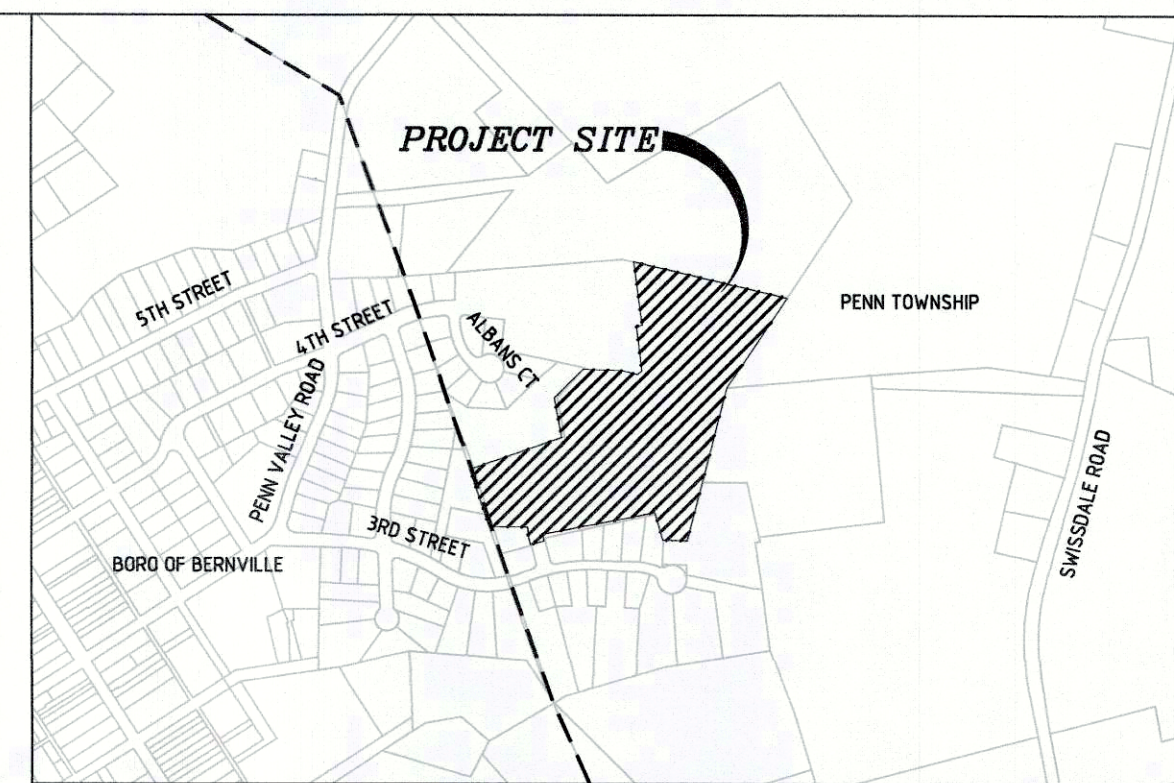 PROJECT SITE
5TH STREET
4TH STREET
ALBANS CT
PENN TOWNSHIP
PENN VALLEY ROAD
3RD STREET
SWISSDALE ROAD
BORO OF BERNVILLE